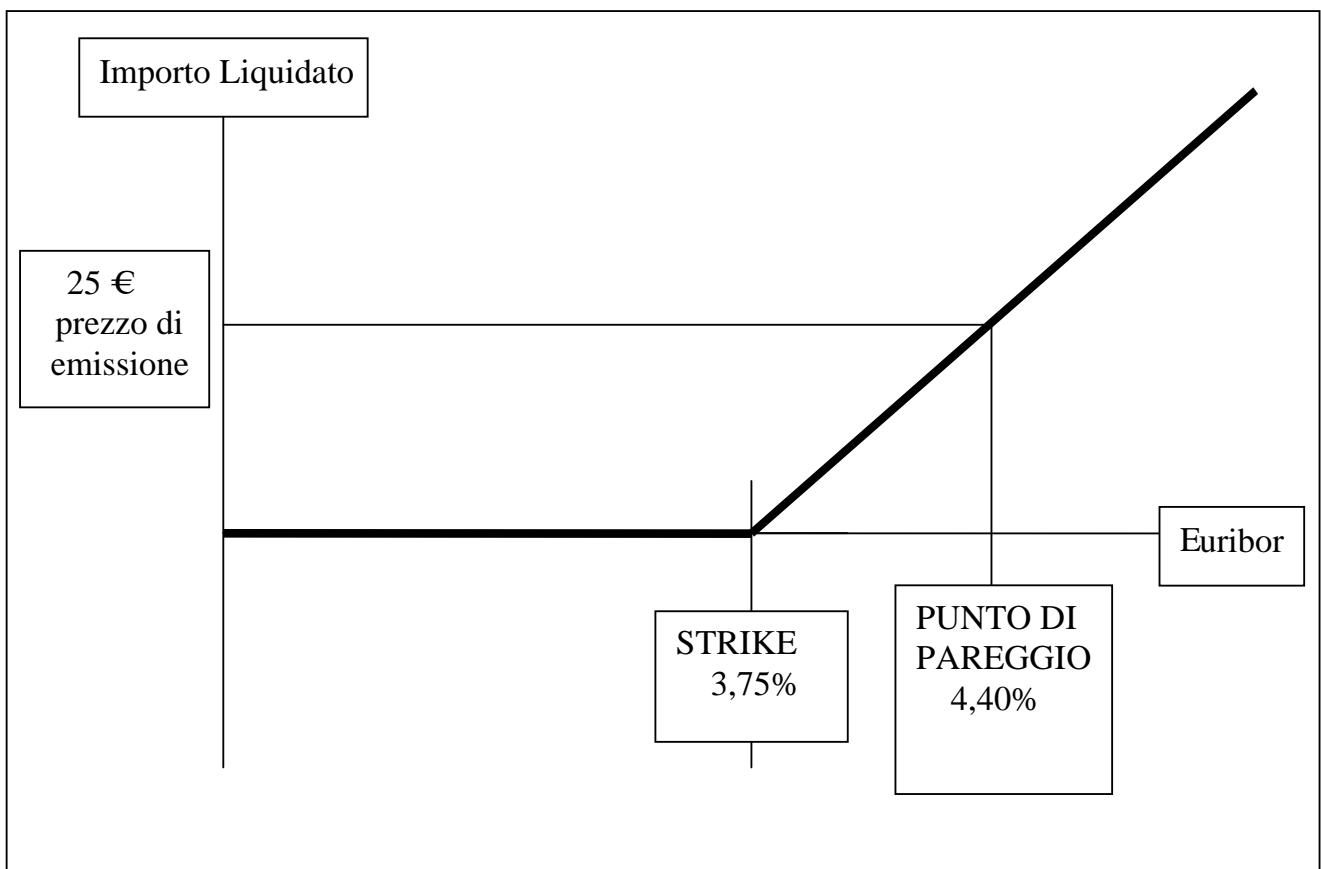 Importo Liquidato
25 €
prezzo di
emissione
Euribor
STRIKE
3,75%
PUNTO DI
PAREGGIO
4,40%